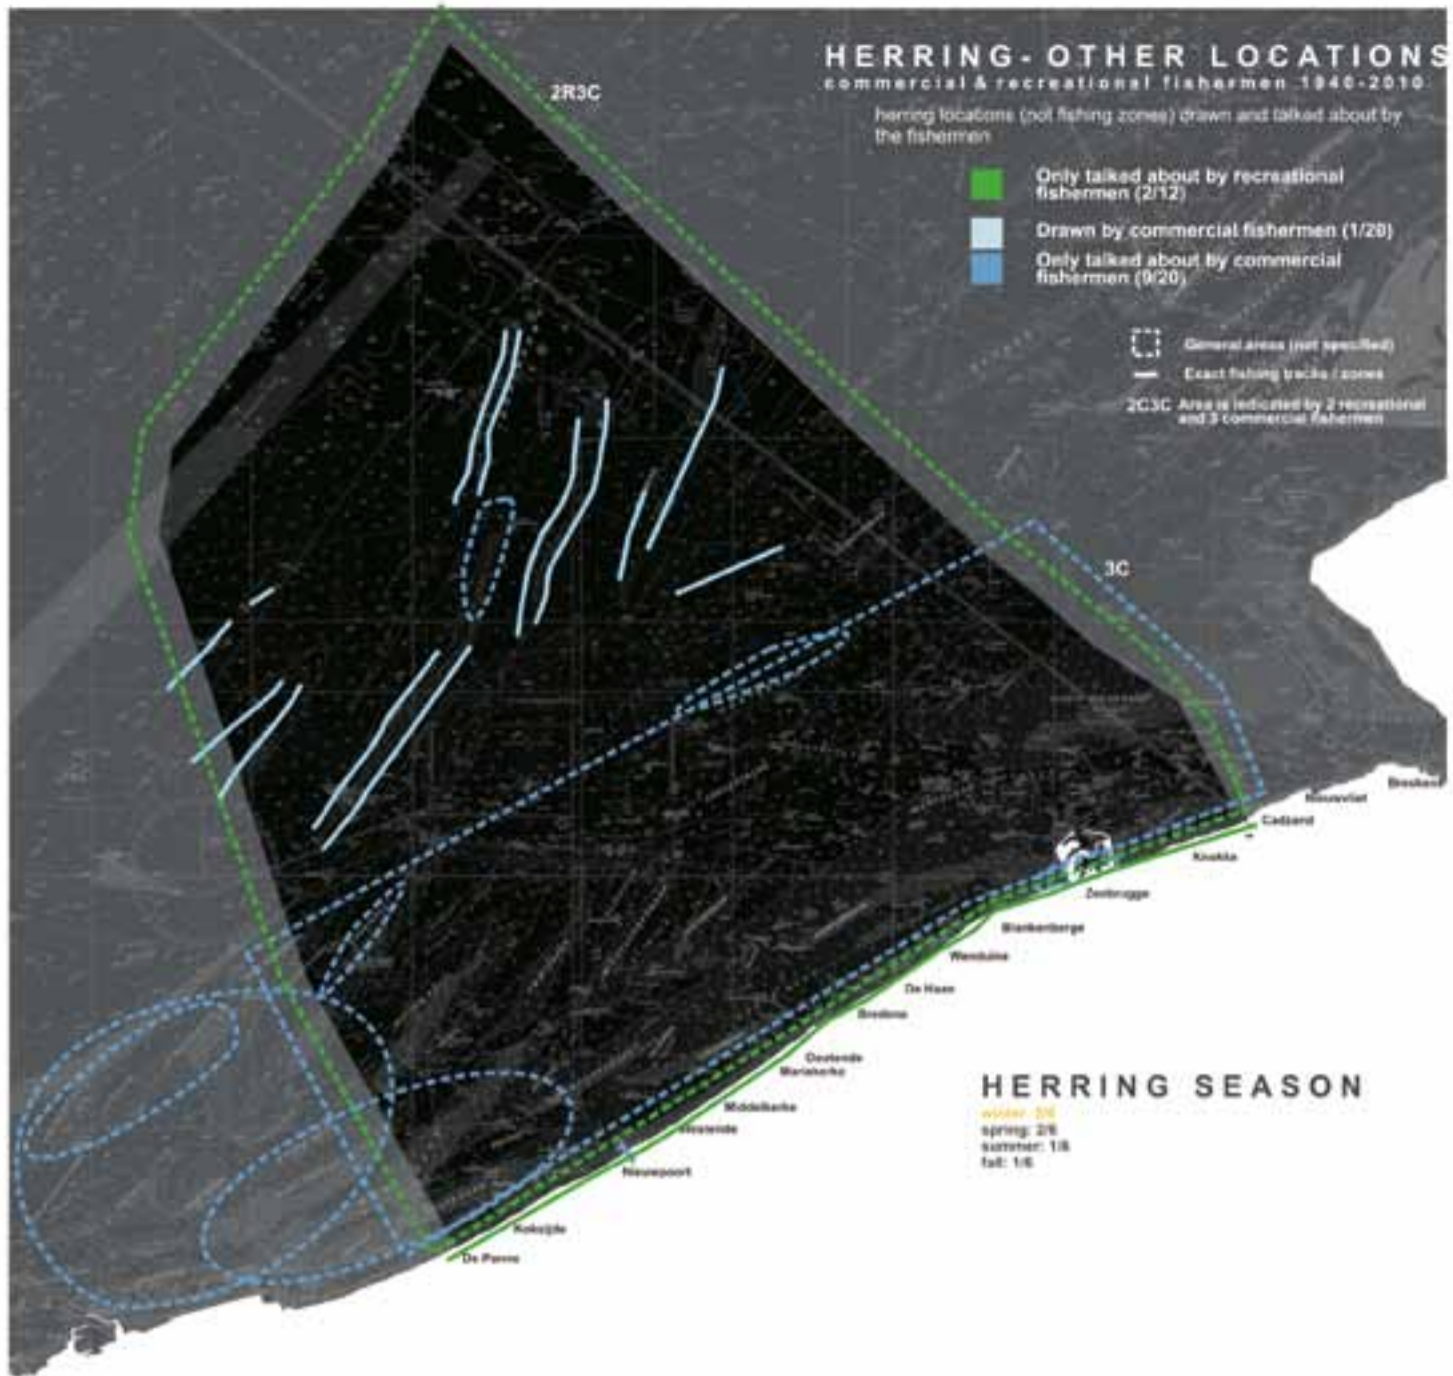 HERRING- OTHER LOCATIONS
commercial & recreational fishermen 1940-2010
herring locations (not fishing zones) drawn and talked about by
the fishermen
2R3C
Only talked about by recreational
fishermen (2/12)
Drawn by commercial fishermen (1/20)
Only talked about by commercial
fishermen (9/20)
General areas (not specified)
Exact fishing tracks / zones
2C3C Area is indicated by 2 recreational
and 3 commercial fishermen
3C
Breskens
Nieuwvliet
Cadzand
Knokke
Zeebrugge
Blankenberge
Wenduine
De Haan
Bredene
Oostende
Mariakerke
Middelkerke
Westende
Nieuwpoort
Koksijde
De Panne
HERRING SEASON
winter:
spring: 2/6
summer: 1/6
fall: 1/6